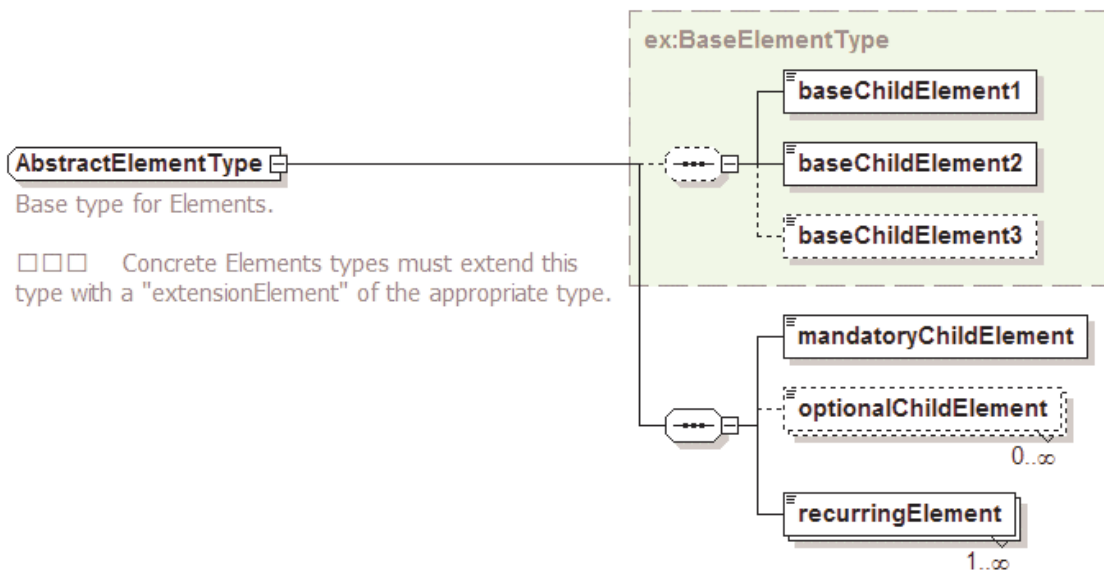 ex:BaseElementType
baseChildElement1
AbstractElementType
baseChildElement2
Base type for Elements.
baseChildElement3
□□□ Concrete Elements types must extend this
type with a "extensionElement" of the appropriate type.
mandatoryChildElement
optionalChildElement
0..∞
recurringElement
1..∞